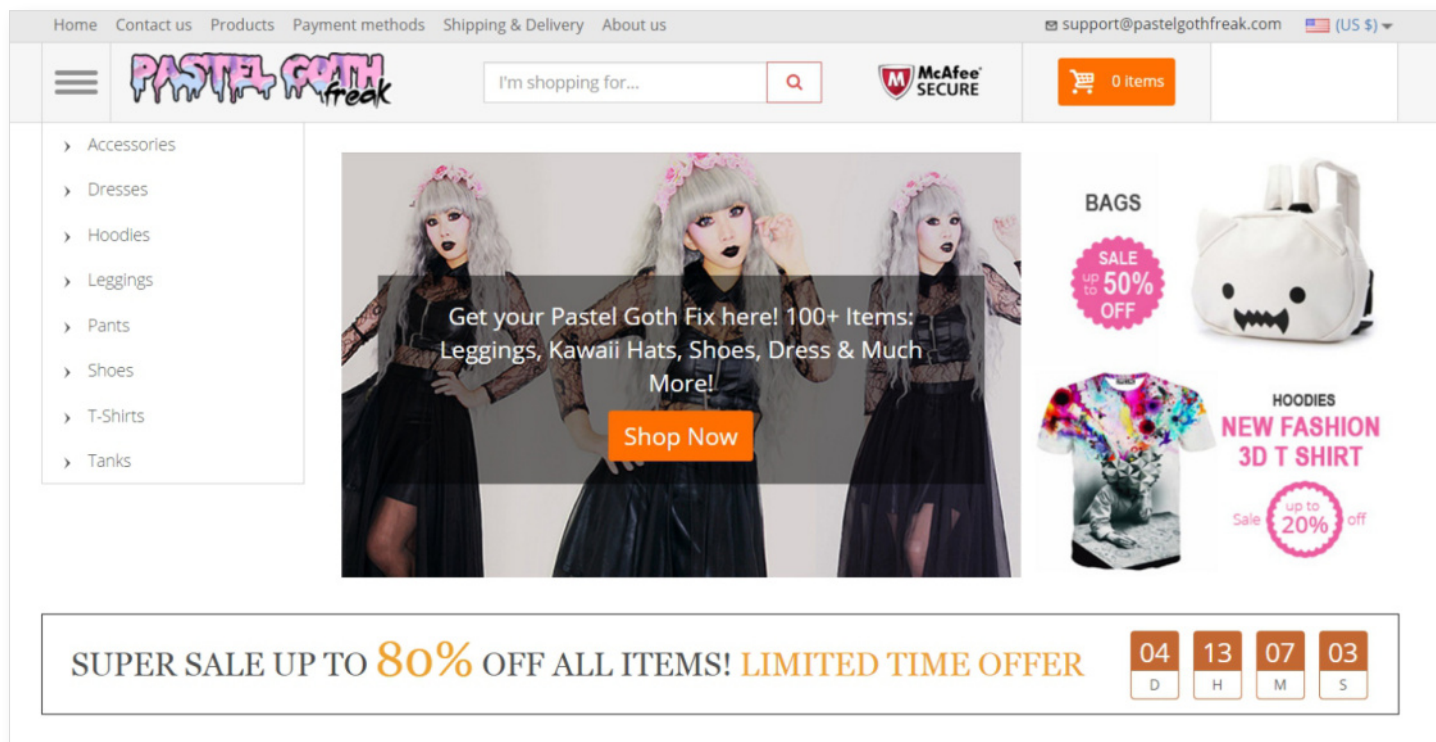 Home Contact us Products Payment methods Shipping & Delivery About us support@pastelgothfreak.com (US $)
PASTEL GOTH
freak
I'm shopping for...
McAfee
SECURE
0 items
Accessories
Dresses
Hoodies
Leggings
Pants
Shoes
T-Shirts
Tanks
Get your Pastel Goth Fix here! 100+ Items:
Leggings, Kawaii Hats, Shoes, Dress & Much
More!
Shop Now
BAGS
SALE
up to 50%
OFF
HOODIES
NEW FASHION
3D T SHIRT
Sale up to 20% off
SUPER SALE UP TO 80% OFF ALL ITEMS! LIMITED TIME OFFER
04 13 07 03
D H M S